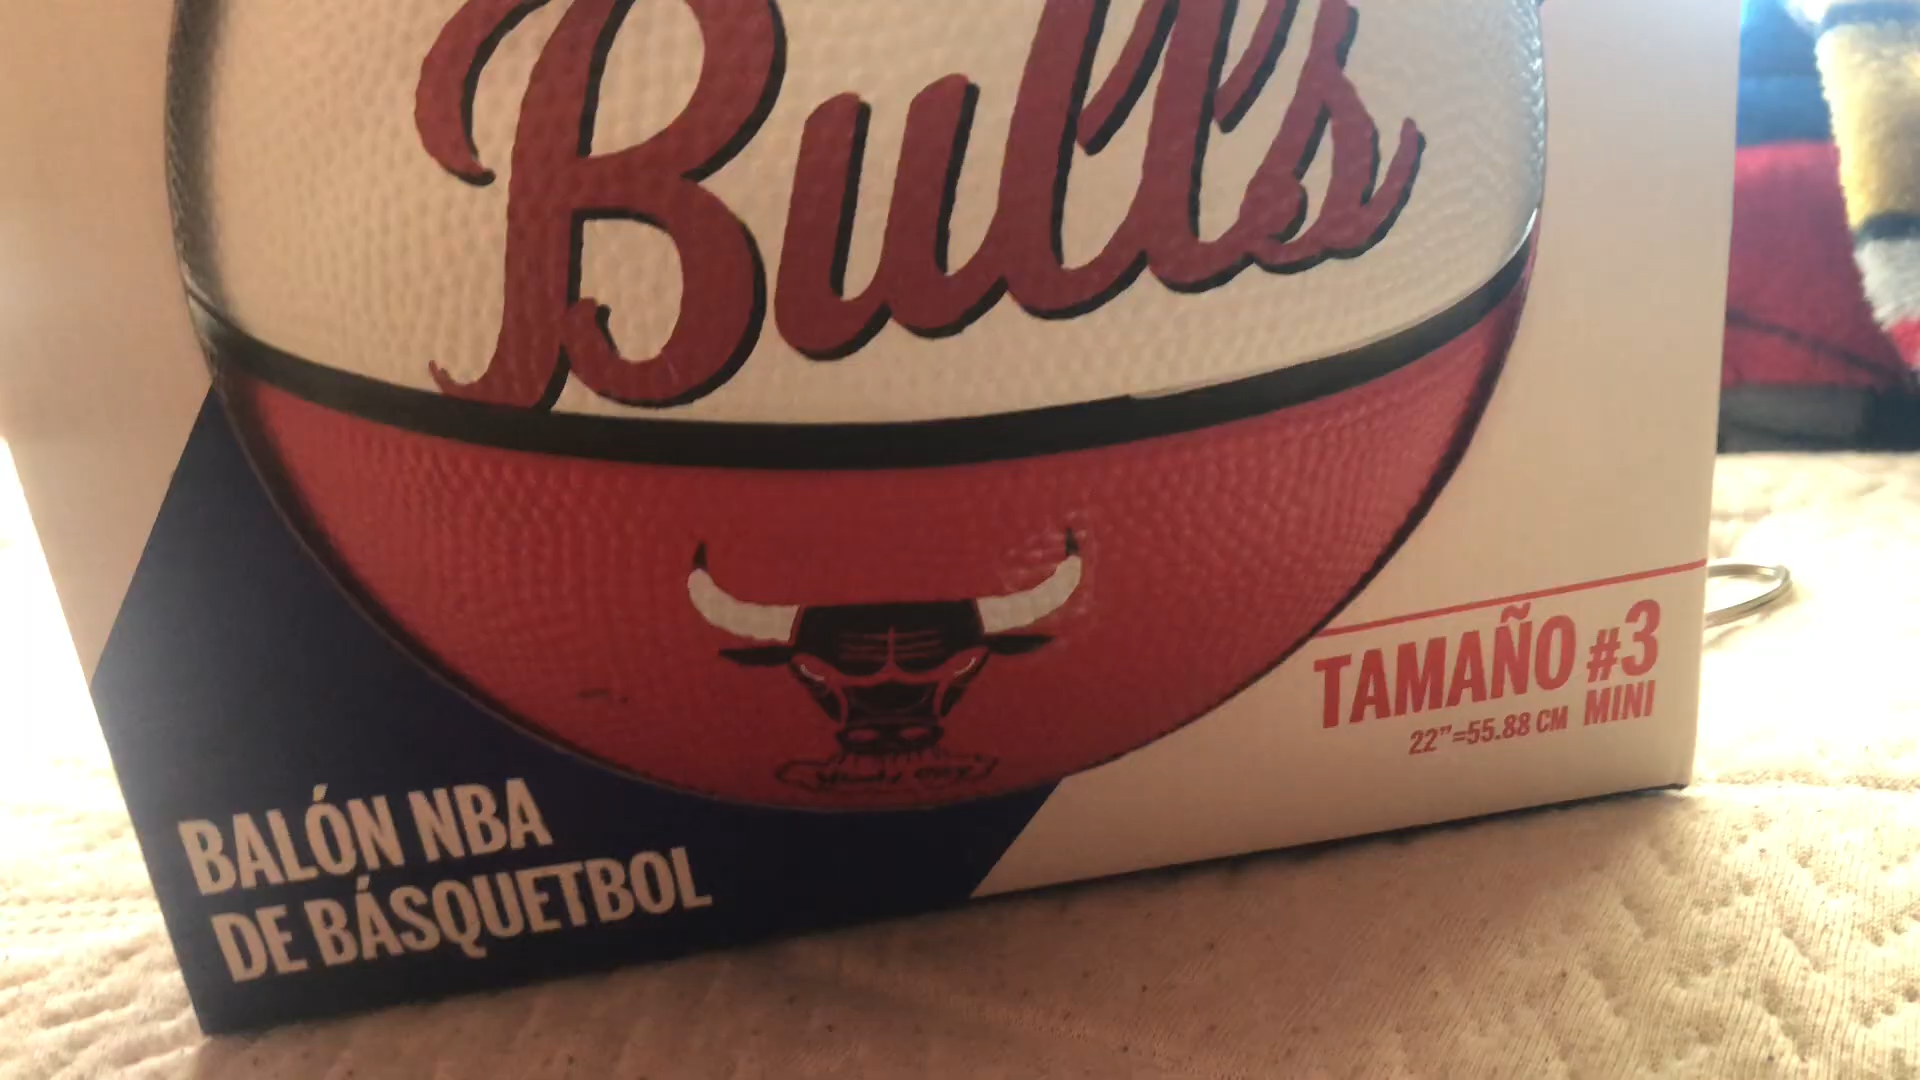 Bulls
TAMAÑO #3
22”=55.88 CM MINI
BALÓN NBA
DE BÁSQUETBOL